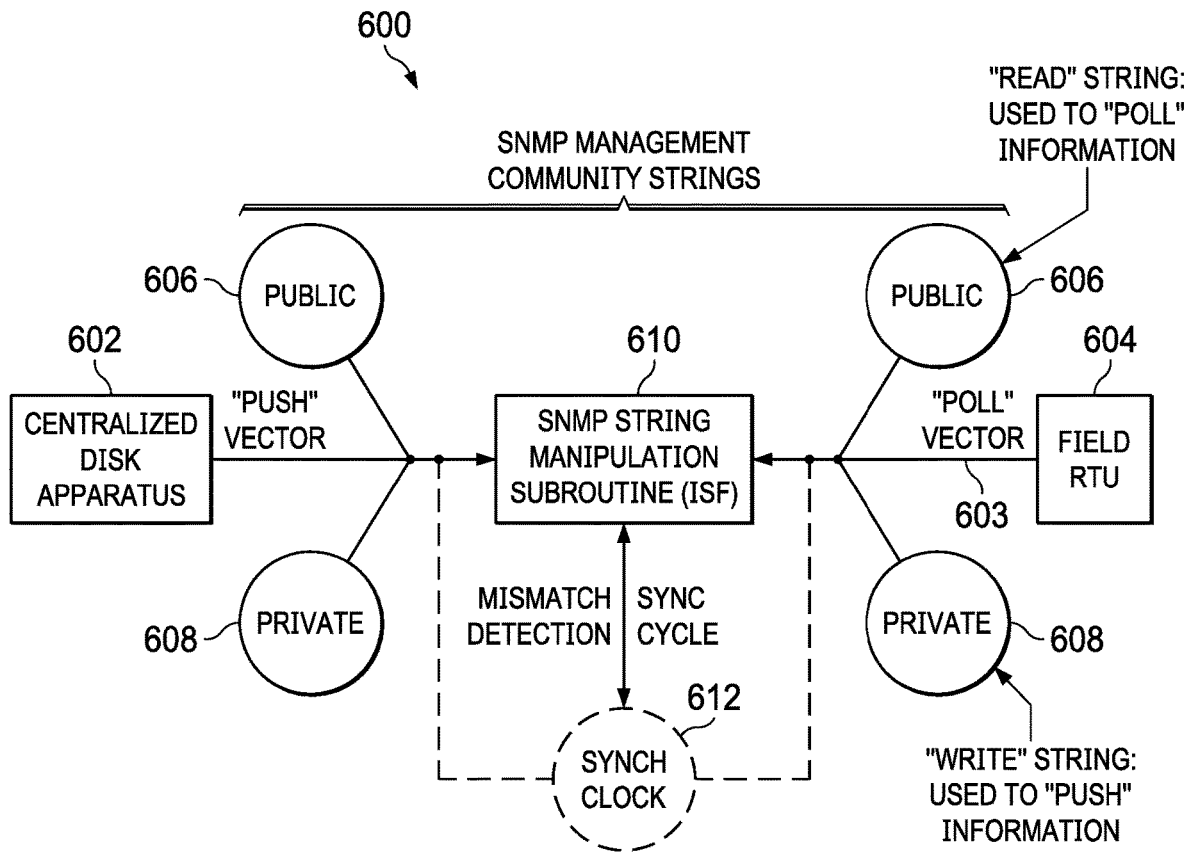 600
"READ" STRING:
USED TO "POLL"
INFORMATION
SNMP MANAGEMENT
COMMUNITY STRINGS
606
PUBLIC
PUBLIC
606
602
610
604
CENTRALIZED
DISK
APPARATUS
"PUSH"
VECTOR
SNMP STRING
MANIPULATION
SUBROUTINE (ISF)
"POLL"
VECTOR
603
FIELD
RTU
608
PRIVATE
MISMATCH
DETECTION
SYNC
CYCLE
PRIVATE
608
612
SYNCH
CLOCK
"WRITE" STRING:
USED TO "PUSH"
INFORMATION